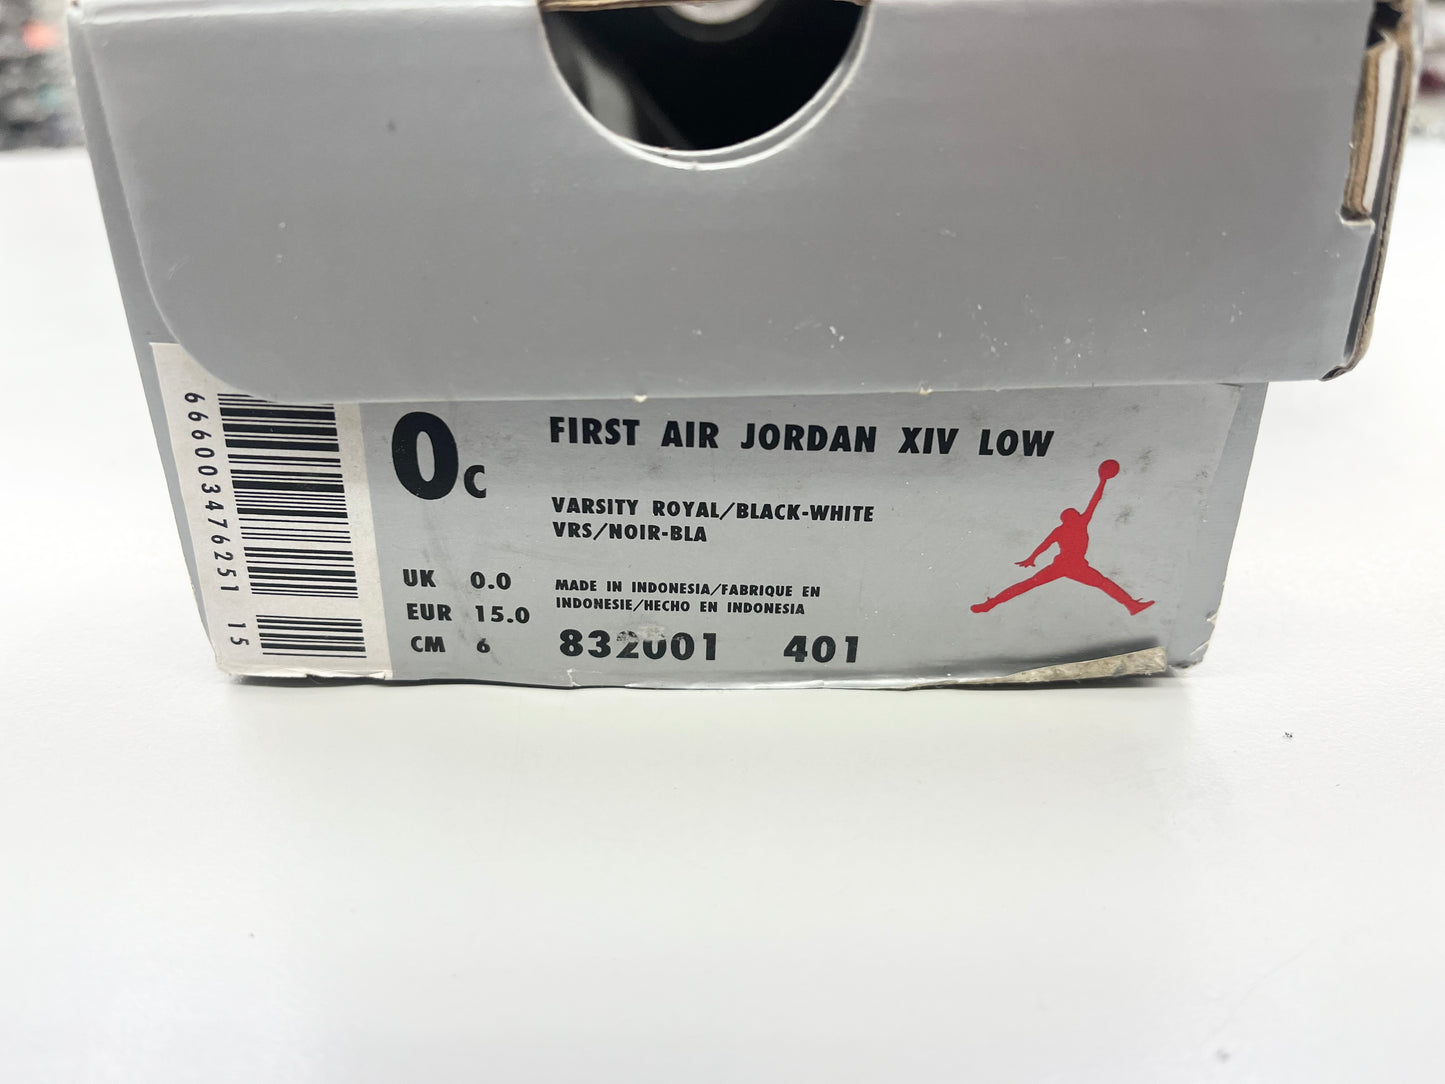 0C
FIRST AIR JORDAN XIV LOW
VARSITY ROYAL/BLACK-WHITE
VRS/NOIR-BLA
UK 0.0
EUR 15.0
CM 6
MADE IN INDONESIA/FABRIQUE EN
INDONESIE/HECHO EN INDONESIA
832001 401
666003476251 15